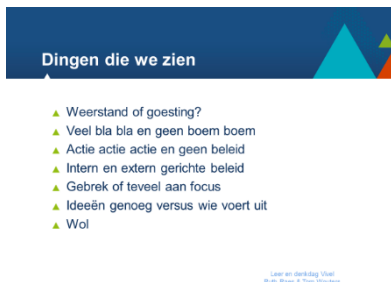 Dingen die we zien
Weerstand of goesting?
Veel bla bla en geen boem boem
Actie actie actie en geen beleid
Intern en extern gerichte beleid
Gebrek of teveel aan focus
Ideeën genoeg versus wie voert uit
Wol
Leer en denkdag Vivel